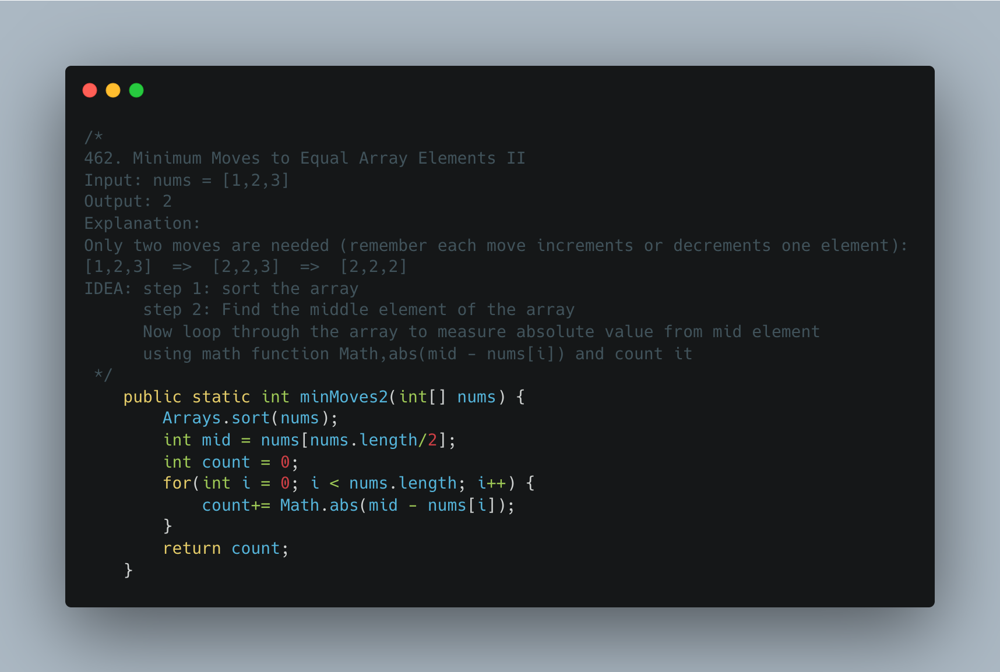 /*
462. Minimum Moves to Equal Array Elements II
Input: nums = [1,2,3]
Output: 2
Explanation:
Only two moves are needed (remember each move increments or decrements one element):
[1,2,3]  =>  [2,2,3]  =>  [2,2,2]
IDEA: step 1: sort the array
      step 2: Find the middle element of the array
      Now loop through the array to measure absolute value from mid element
      using math function Math,abs(mid - nums[i]) and count it
 */
    public static int minMoves2(int[] nums) {
        Arrays.sort(nums);
        int mid = nums[nums.length/2];
        int count = 0;
        for(int i = 0; i < nums.length; i++) {
            count+= Math.abs(mid - nums[i]);
        }
        return count;
    }